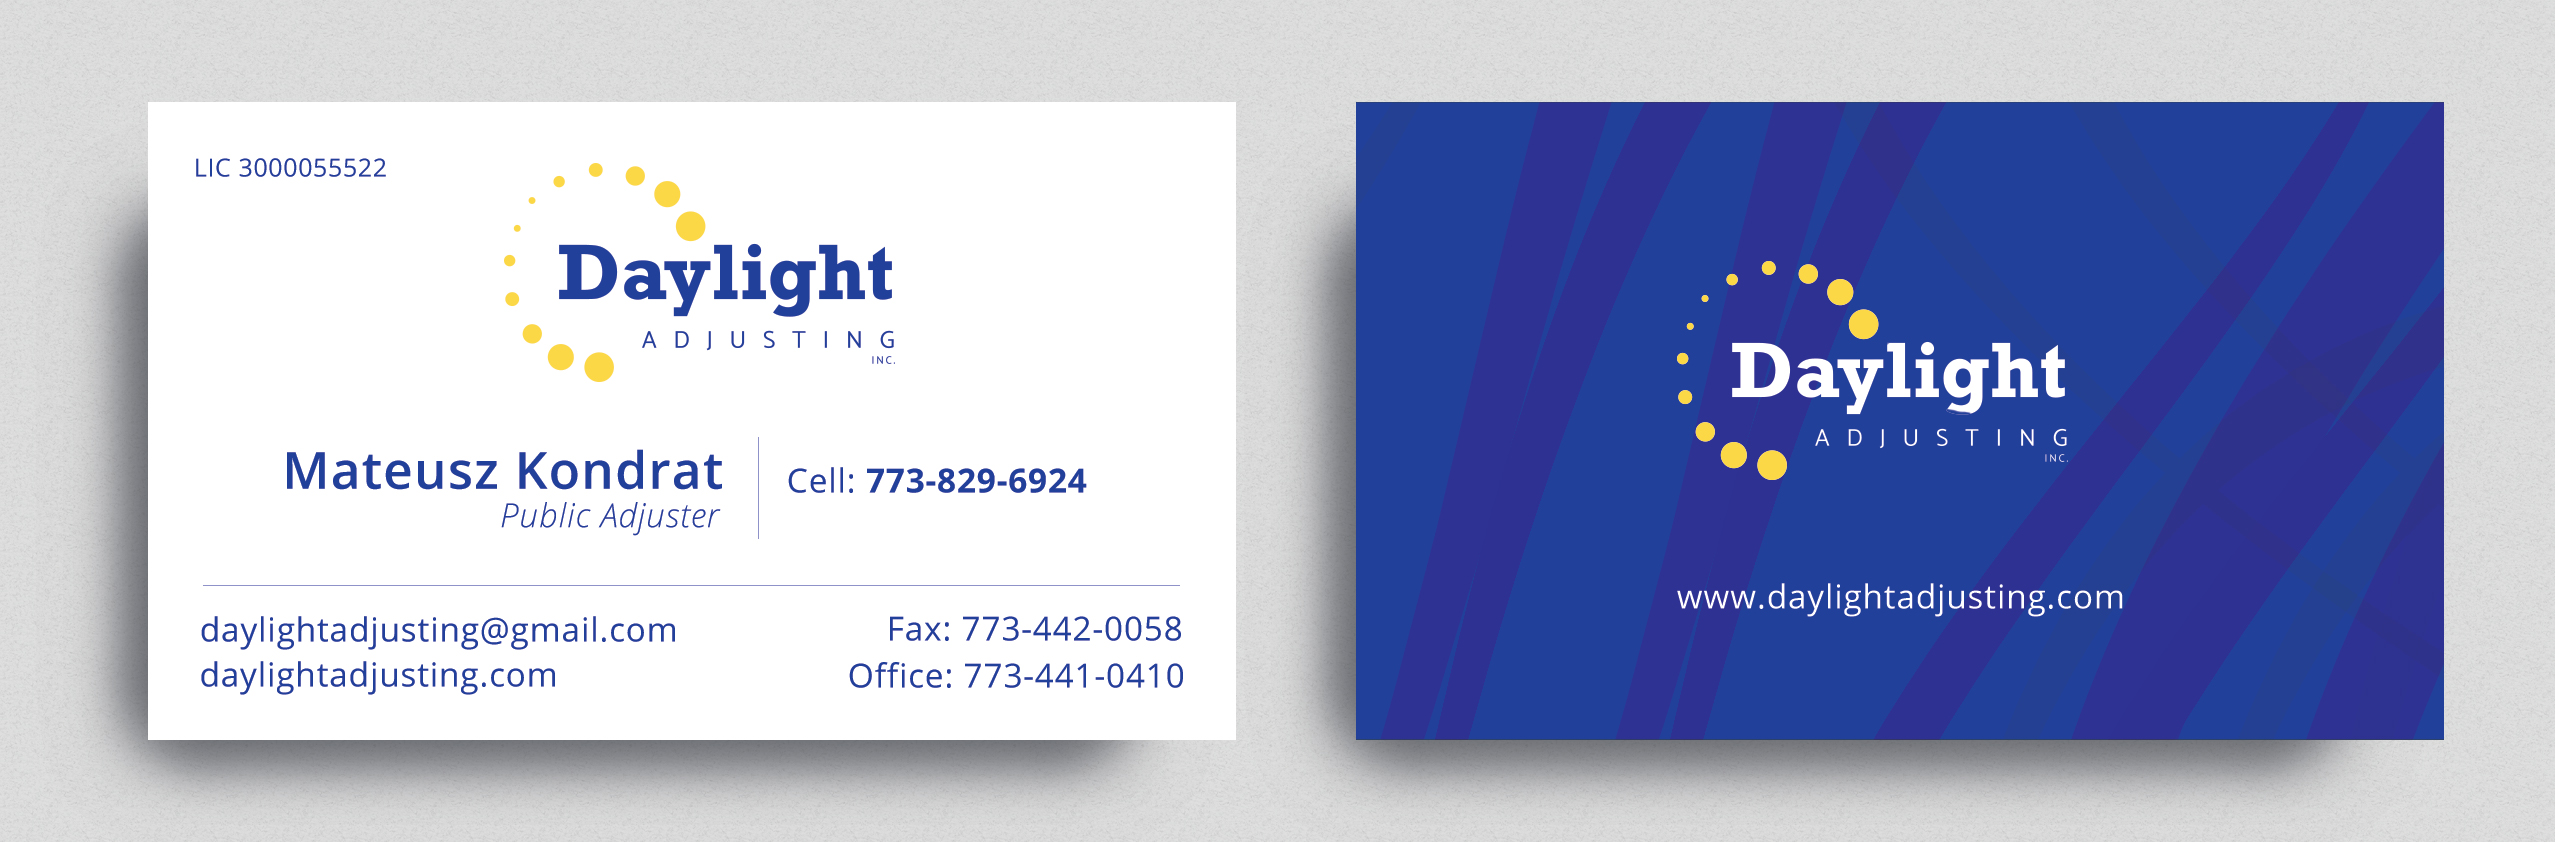 LIC 3000055522
Daylight
ADJUSTING
INC.
Mateusz Kondrat
Public Adjuster
Cell: 773-829-6924
daylightadjusting@gmail.com
daylightadjusting.com
Fax: 773-442-0058
Office: 773-441-0410
Daylight
ADJUSTING
INC.
www.daylightadjusting.com